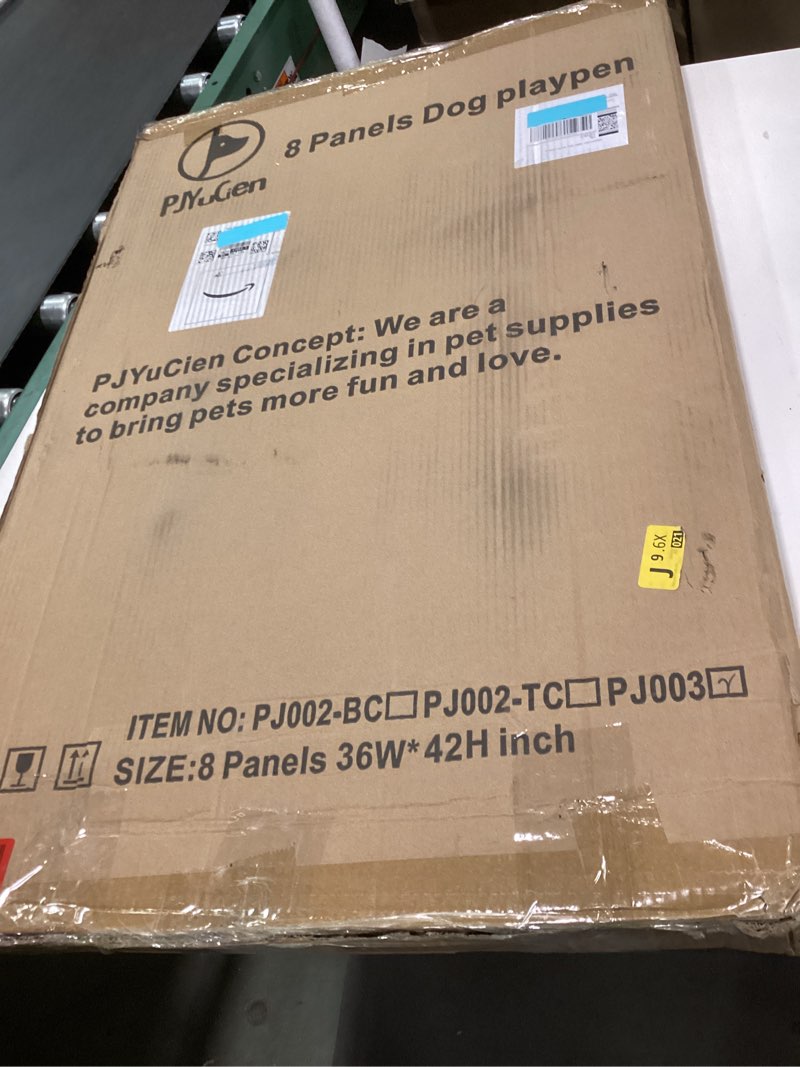 8 Panels Dog playpen
PJYuCien
PJYuCien Concept: We are a
company specializing in pet supplies
to bring pets more fun and love.
J 9.6X
021
ITEM NO: PJ002-BC☐PJ002-TC☐PJ003☑
SIZE:8 Panels 36W*42H inch